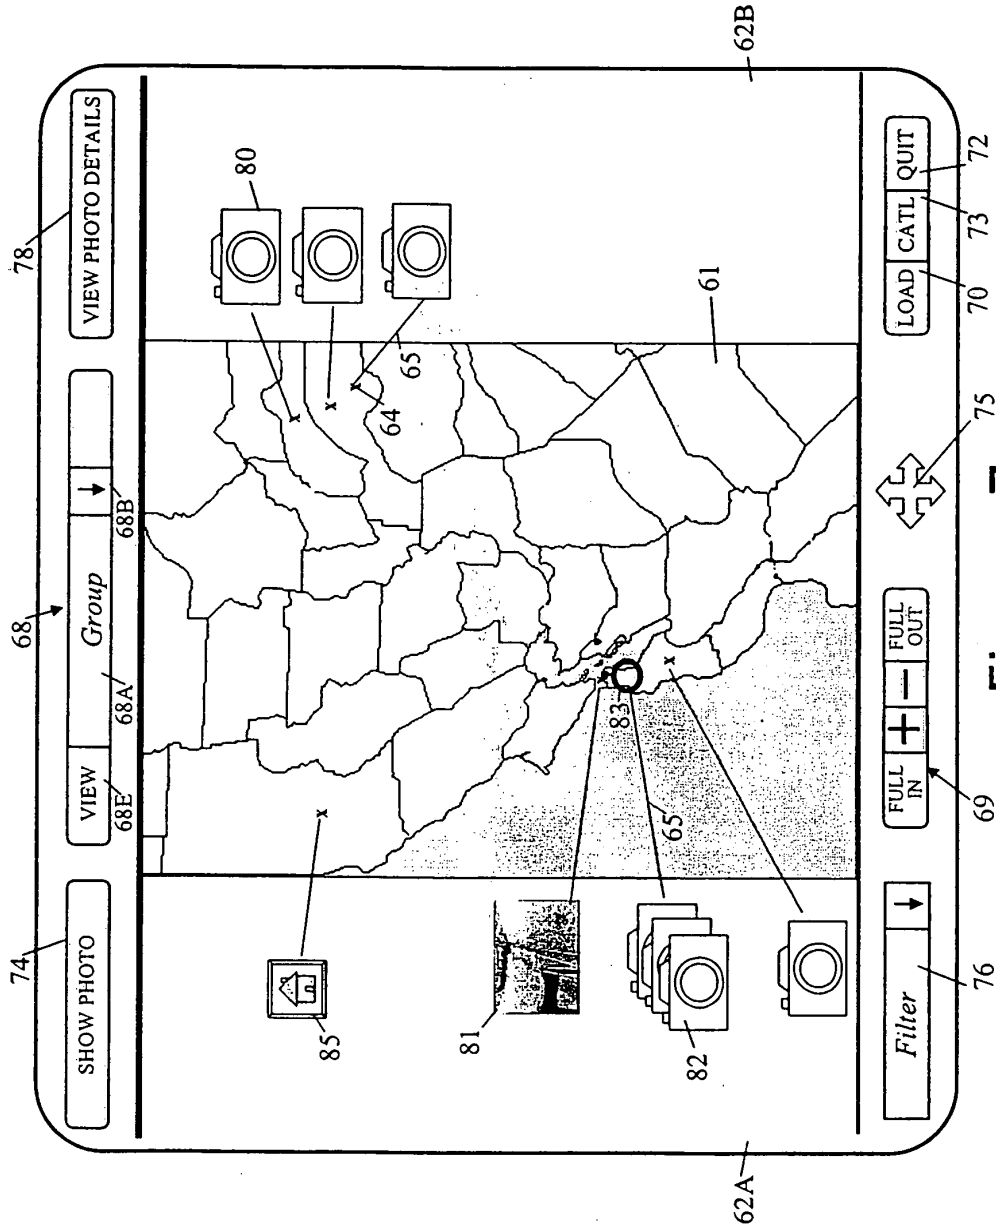 74
68
78
SHOW PHOTO
VIEW
Group
VIEW PHOTO DETAILS
68E
68A
68B
80
85
65
64
81
83
65
82
61
62A
62B
Filter
FULL IN
FULL OUT
LOAD
CATL
QUIT
76
69
75
70
73
72